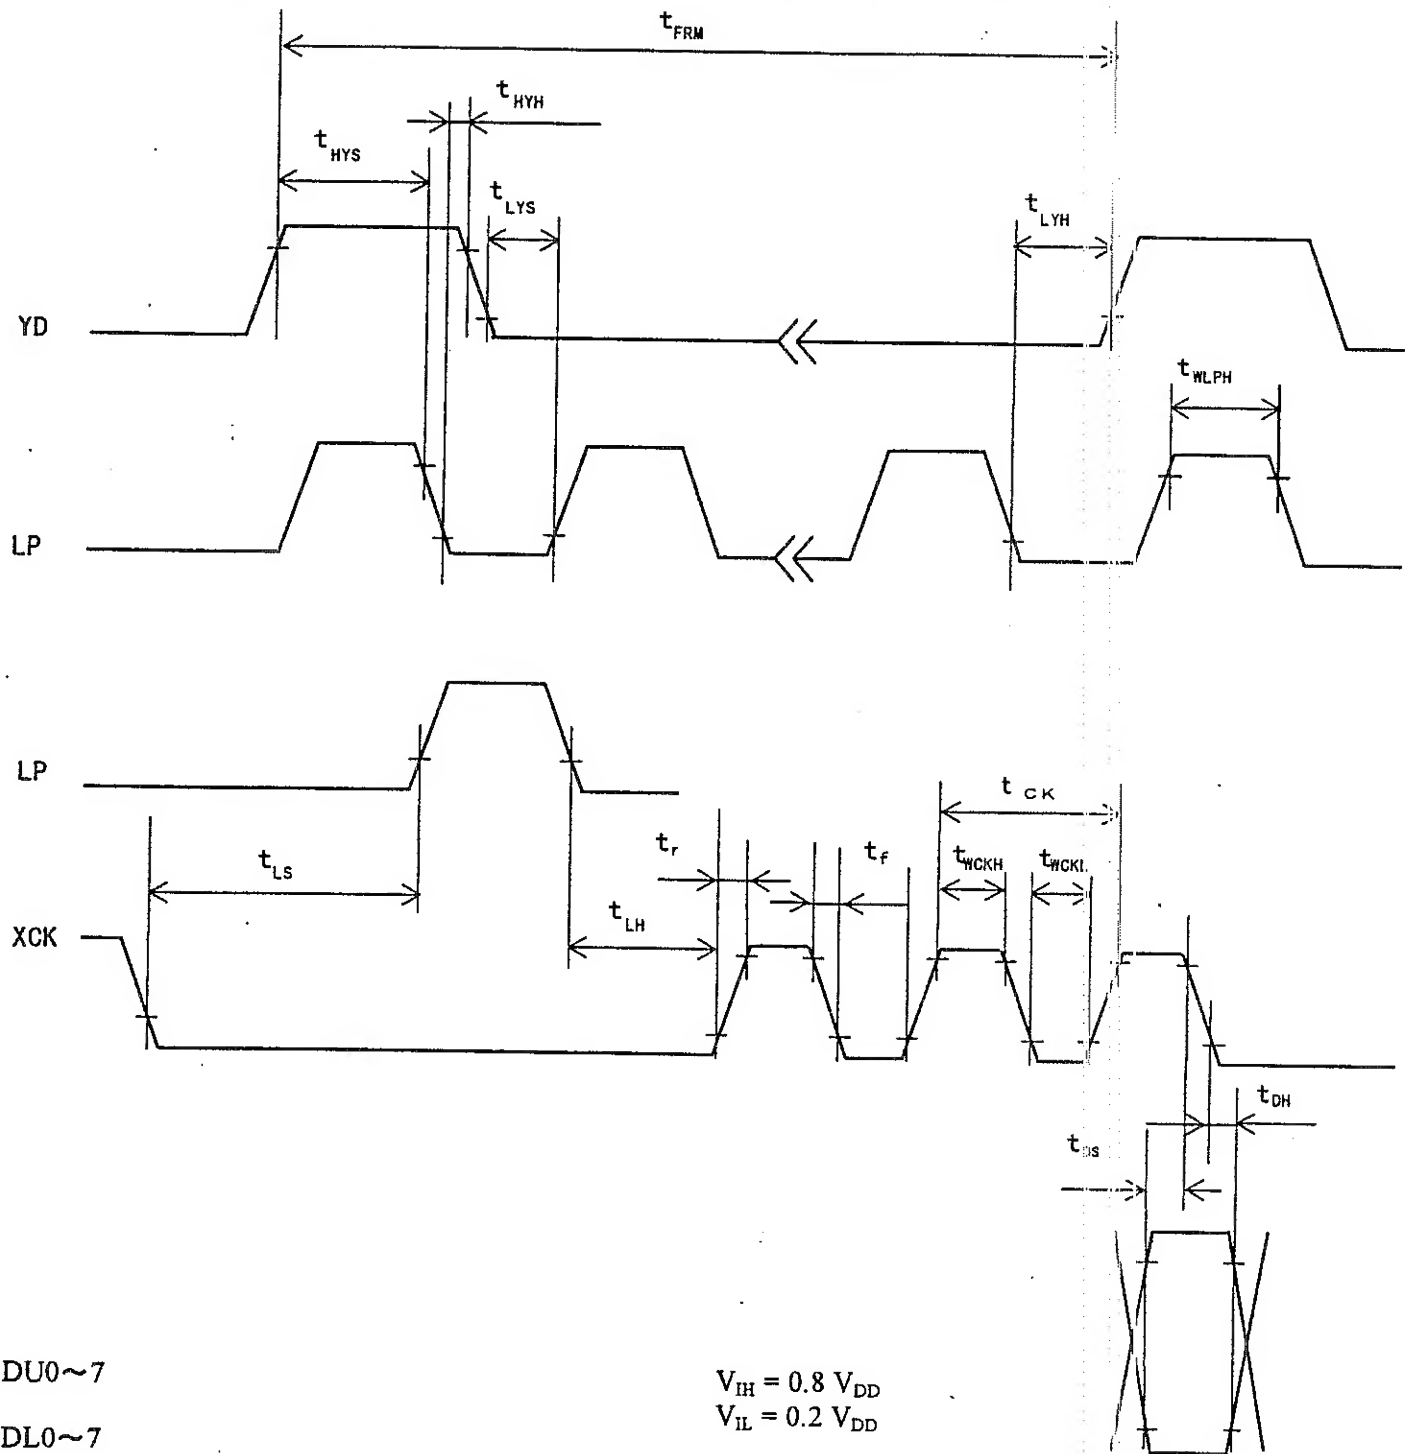 tFRM
tHYH
tHYS
tLYS
tLYH
YD
tWLPH
LP
LP
tCK
tr
tf
tWCKH
tWCKL
tLS
tLH
XCK
tDH
tDS
DU0～7
VIH = 0.8 VDD
VIL = 0.2 VDD
DL0～7